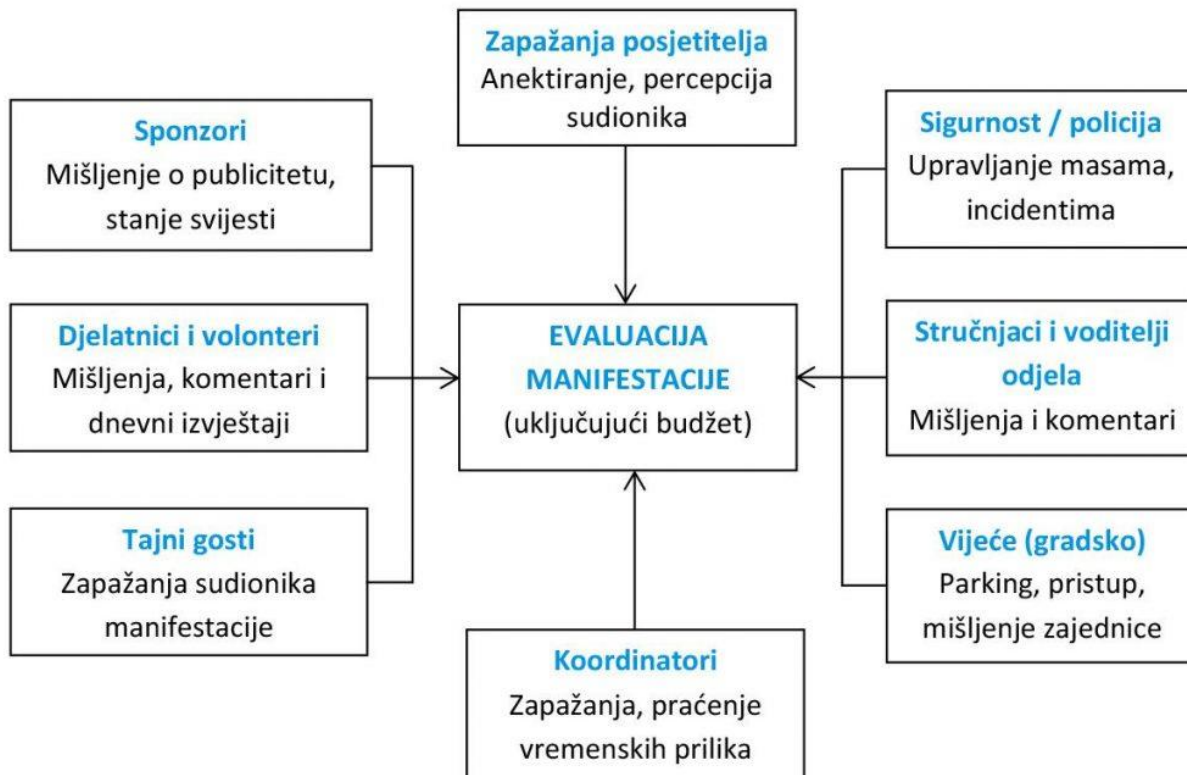 Zapažanja posjetitelja
Anektiranje, percepcija
sudionika
Sponzori
Mišljenje o publicitetu,
stanje svijesti
Sigurnost / policija
Upravljanje masama,
incidentima
Djelatnici i volonteri
Mišljenja, komentari i
dnevni izvještaji
EVALUACIJA
MANIFESTACIJE
(uključujući budžet)
Stručnjaci i voditelji
odjela
Mišljenja i komentari
Tajni gosti
Zapažanja sudionika
manifestacije
Vijeće (gradsko)
Parking, pristup,
mišljenje zajednice
Koordinatori
Zapažanja, praćenje
vremenskih prilika